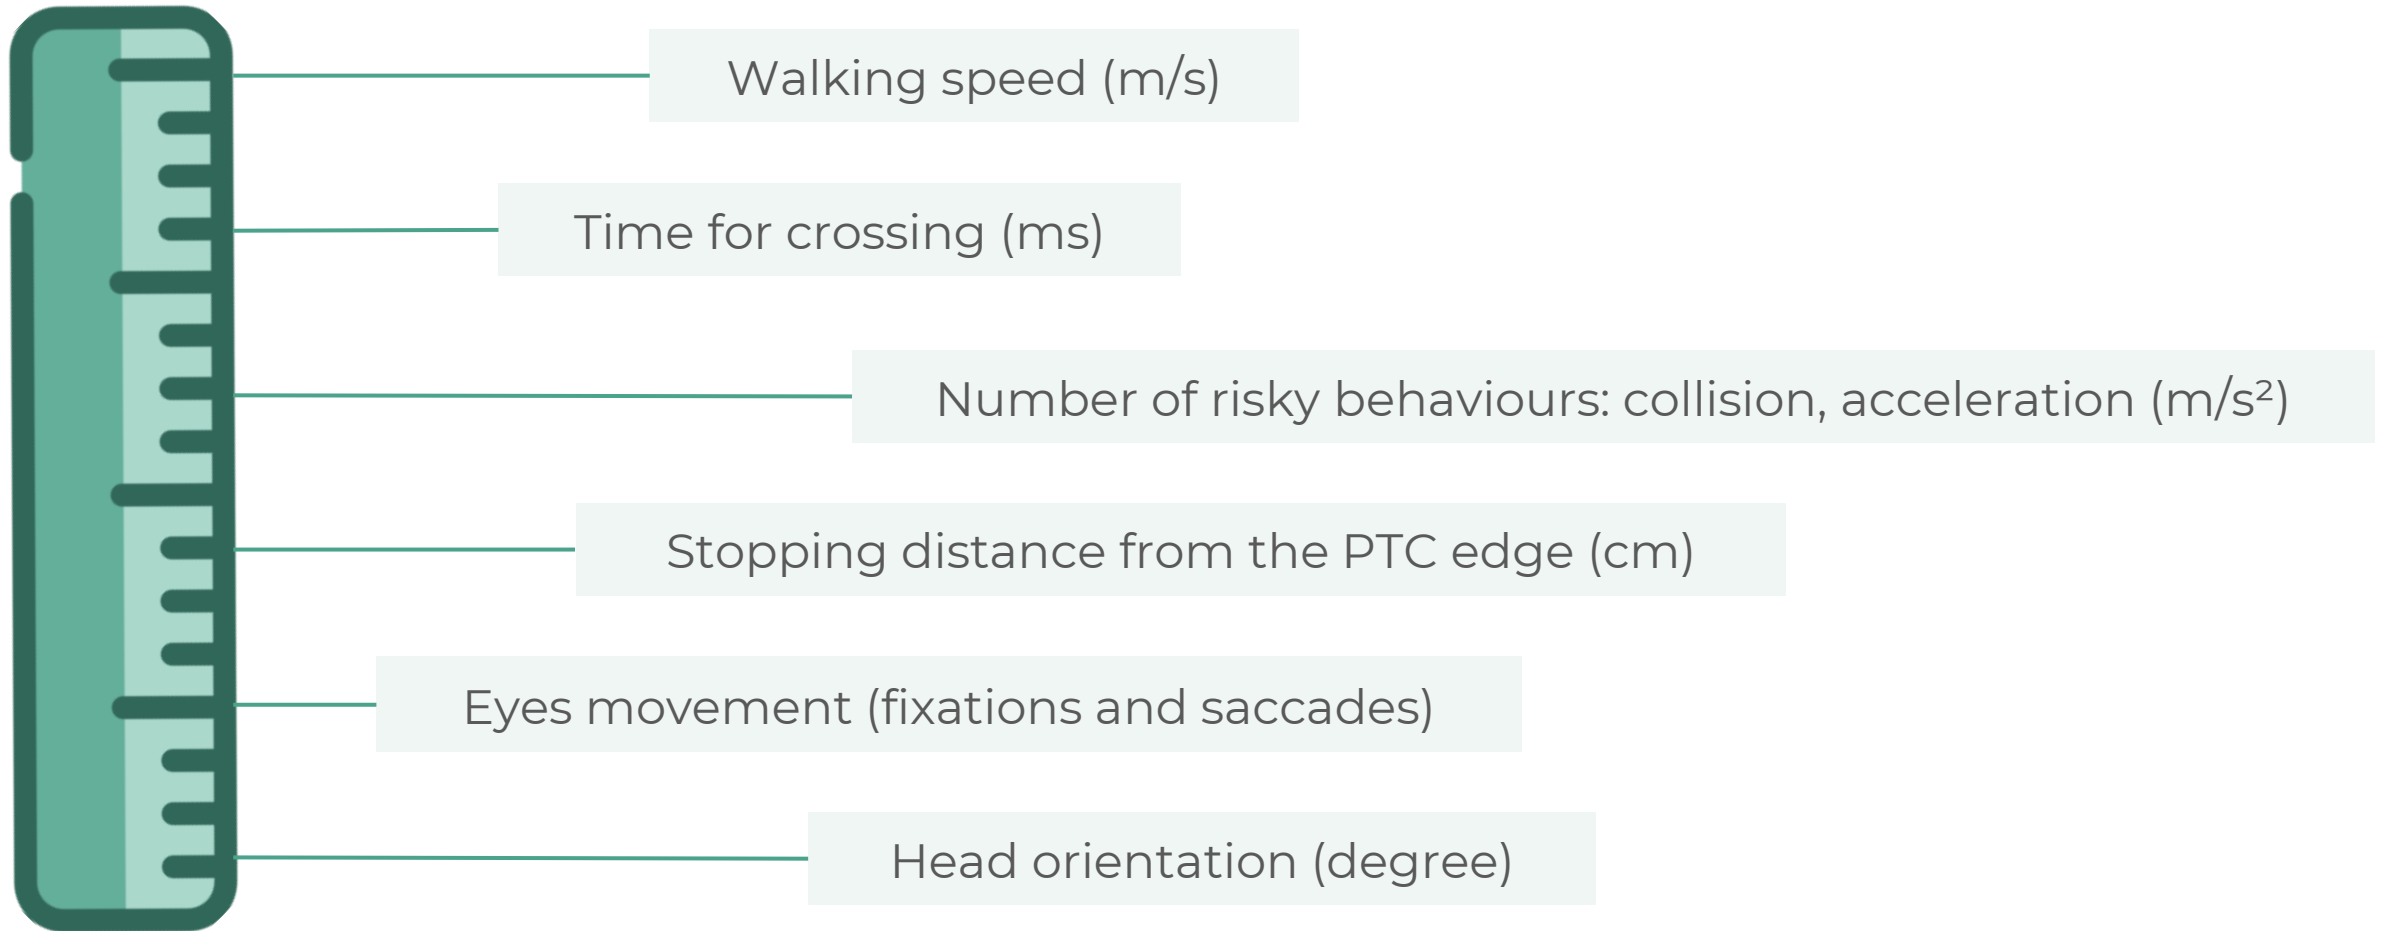 Walking speed (m/s)
Time for crossing (ms)
Number of risky behaviours: collision, acceleration (m/s²)
Stopping distance from the PTC edge (cm)
Eyes movement (fixations and saccades)
Head orientation (degree)